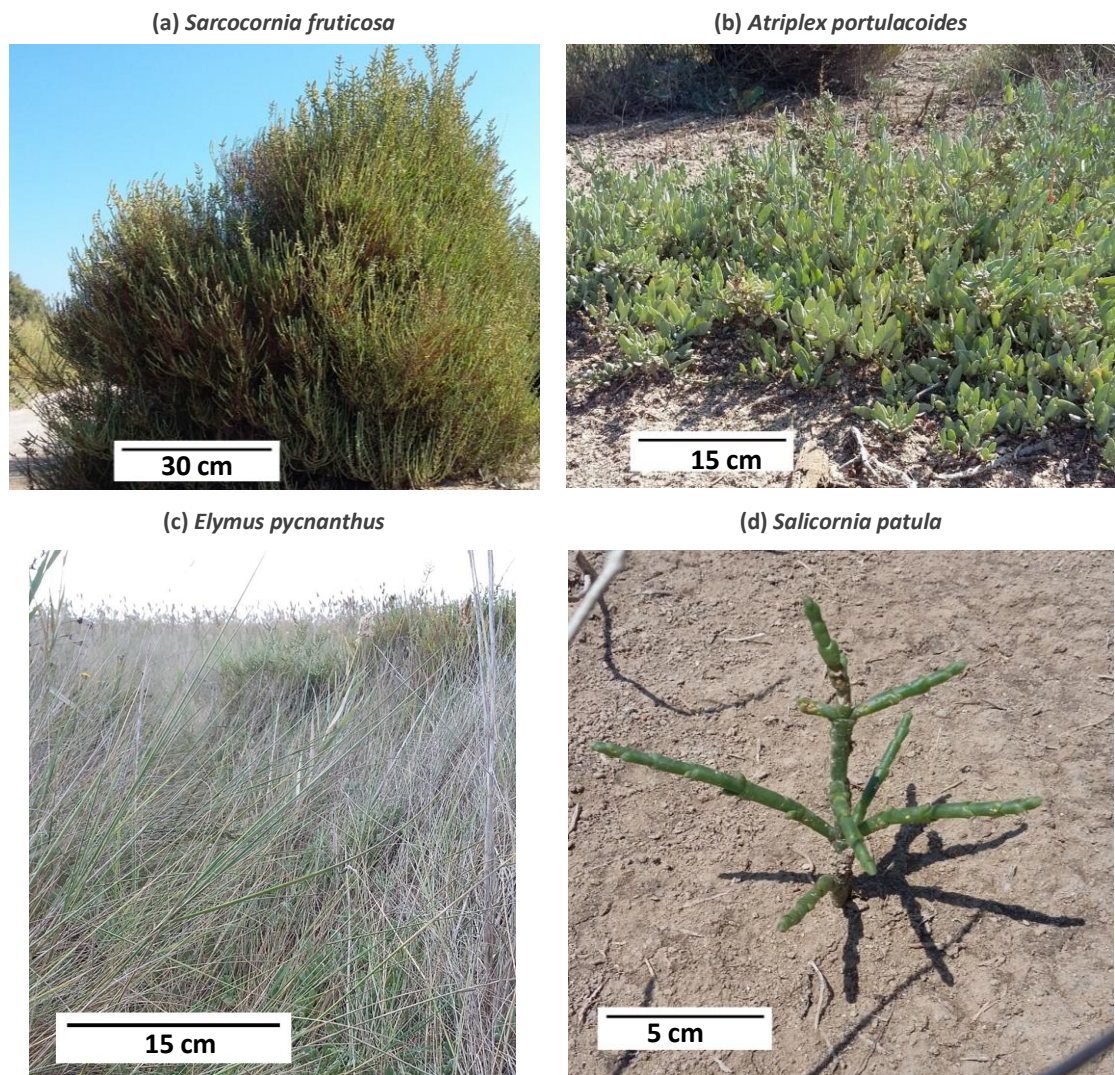 (a) Sarcocornia fruticosa
(b) Atriplex portulacoides
30 cm
15 cm
(c) Elymus pycnanthus
(d) Salicornia patula
15 cm
5 cm